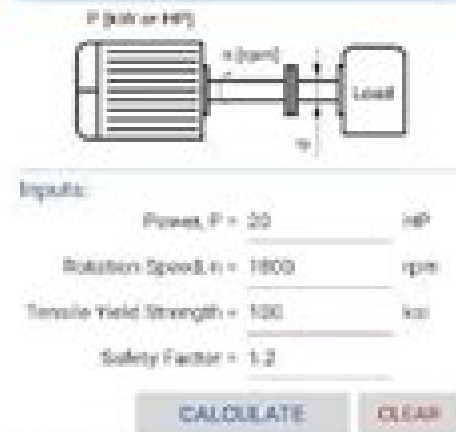 P [kW or HP]
n [rpm]
Load
Inputs:
Power, P = 20 HP
Rotation Speed, n = 1800 rpm
Tensile Yield Strength = 100 ksi
Safety Factor = 1.2
CALCULATE CLEAR